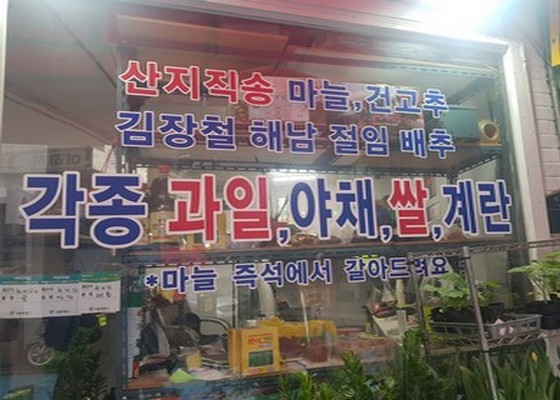 산지직송 마늘,건고추
김장철 해남 절임 배추
각종 과일,야채,쌀,계란
*마늘 즉석에서 갈아드려요